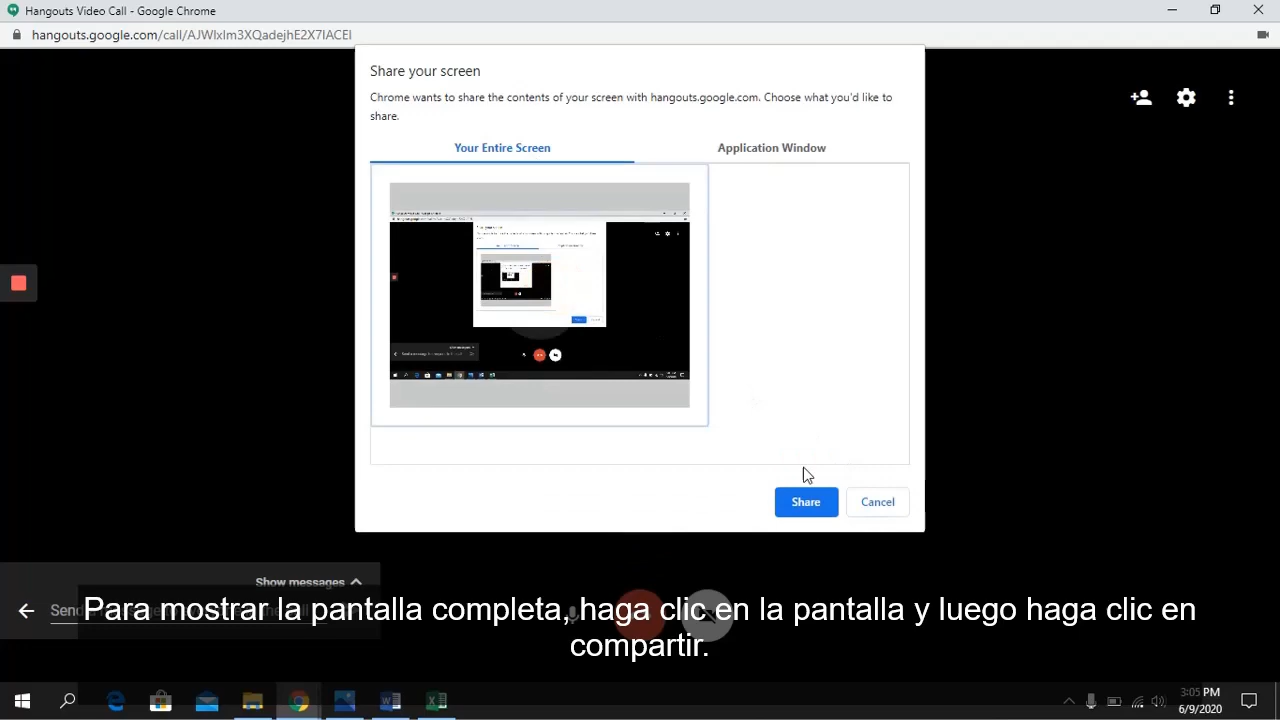 Hangouts Video Call - Google Chrome
hangouts.google.com/call/
Share your screen
Chrome wants to share the contents of your screen with hangouts.google.com. Choose what you'd like to
share.
Your Entire Screen
Application Window
Share
Cancel
Show messages
Send
Para mostrar la pantalla completa, haga clic en la pantalla y luego haga clic en
compartir.
3:05 PM
6/9/2020